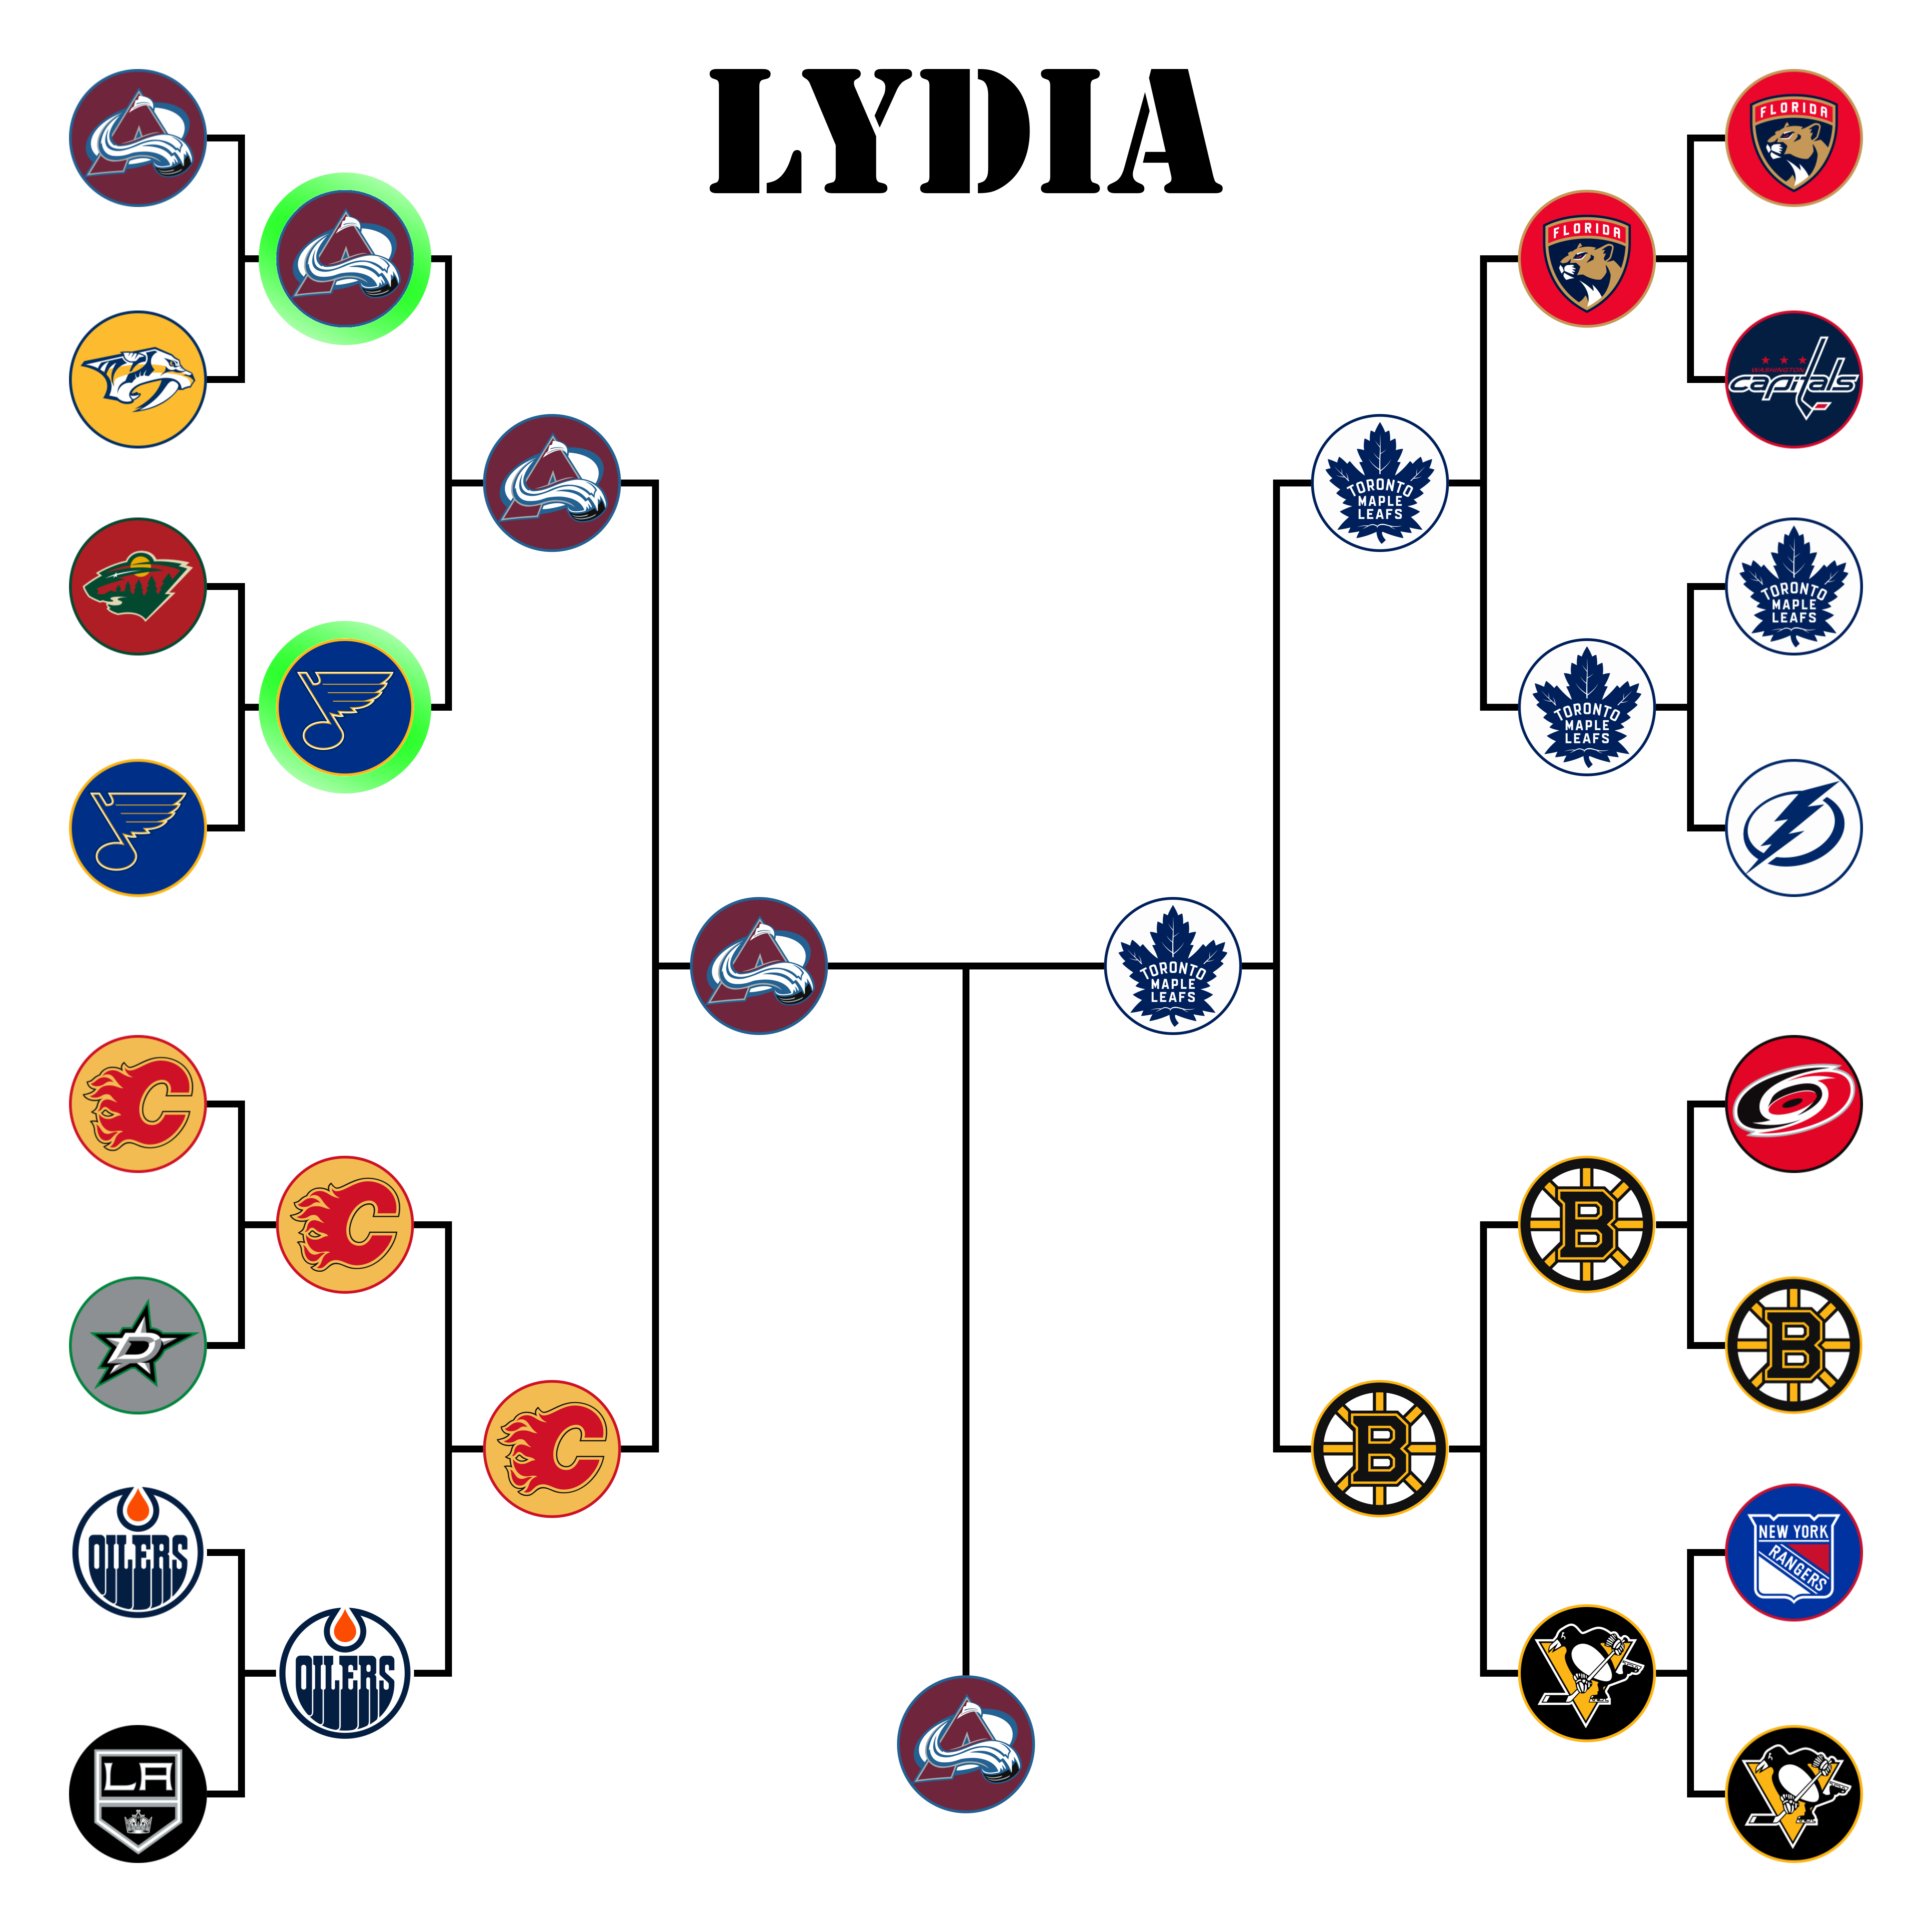 LYDIA
FLORIDA
FLORIDA
WASHINGTON
capitals
TORONTO
MAPLE
LEAFS
TORONTO
MAPLE
LEAFS
TORONTO
MAPLE
LEAFS
TORONTO
MAPLE
LEAFS
B
B
B
C
C
C
D
A
A
A
A
A
OILERS
OILERS
LA
NEW YORK
RANGERS